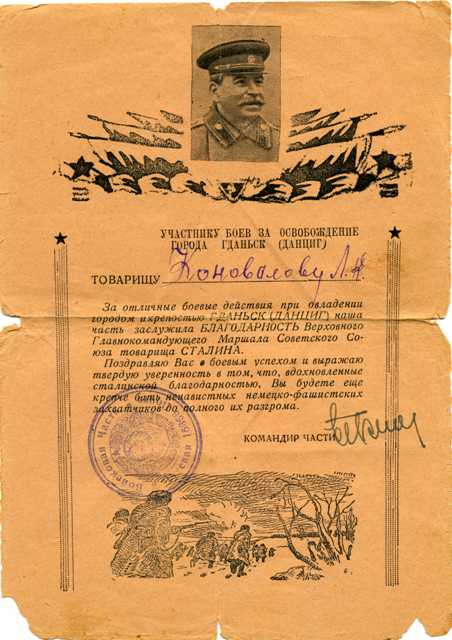 УЧАСТНИКУ БОЕВ ЗА ОСВОБОЖДЕНИЕ
ГОРОДА ГДАНЬСК (ДАНЦИГ)
ТОВАРИЩУ Коновалову Л.
За отличные боевые действия при овладении
городом и крепостью ГДАНЬСК (ДАНЦИГ) наша
часть заслужила БЛАГОДАРНОСТЬ Верховного
Главнокомандующего Маршала Советского Со-
юза товарища СТАЛИНА.
Поздравляю Вас с боевым успехом и выражаю
твердую уверенность в том, что, вдохновленные
сталинской благодарностью, Вы будете еще
крепче бить ненавистных немецко-фашистских
захватчиков до полного их разгрома.
КОМАНДИР ЧАСТИ
Войсковая Часть